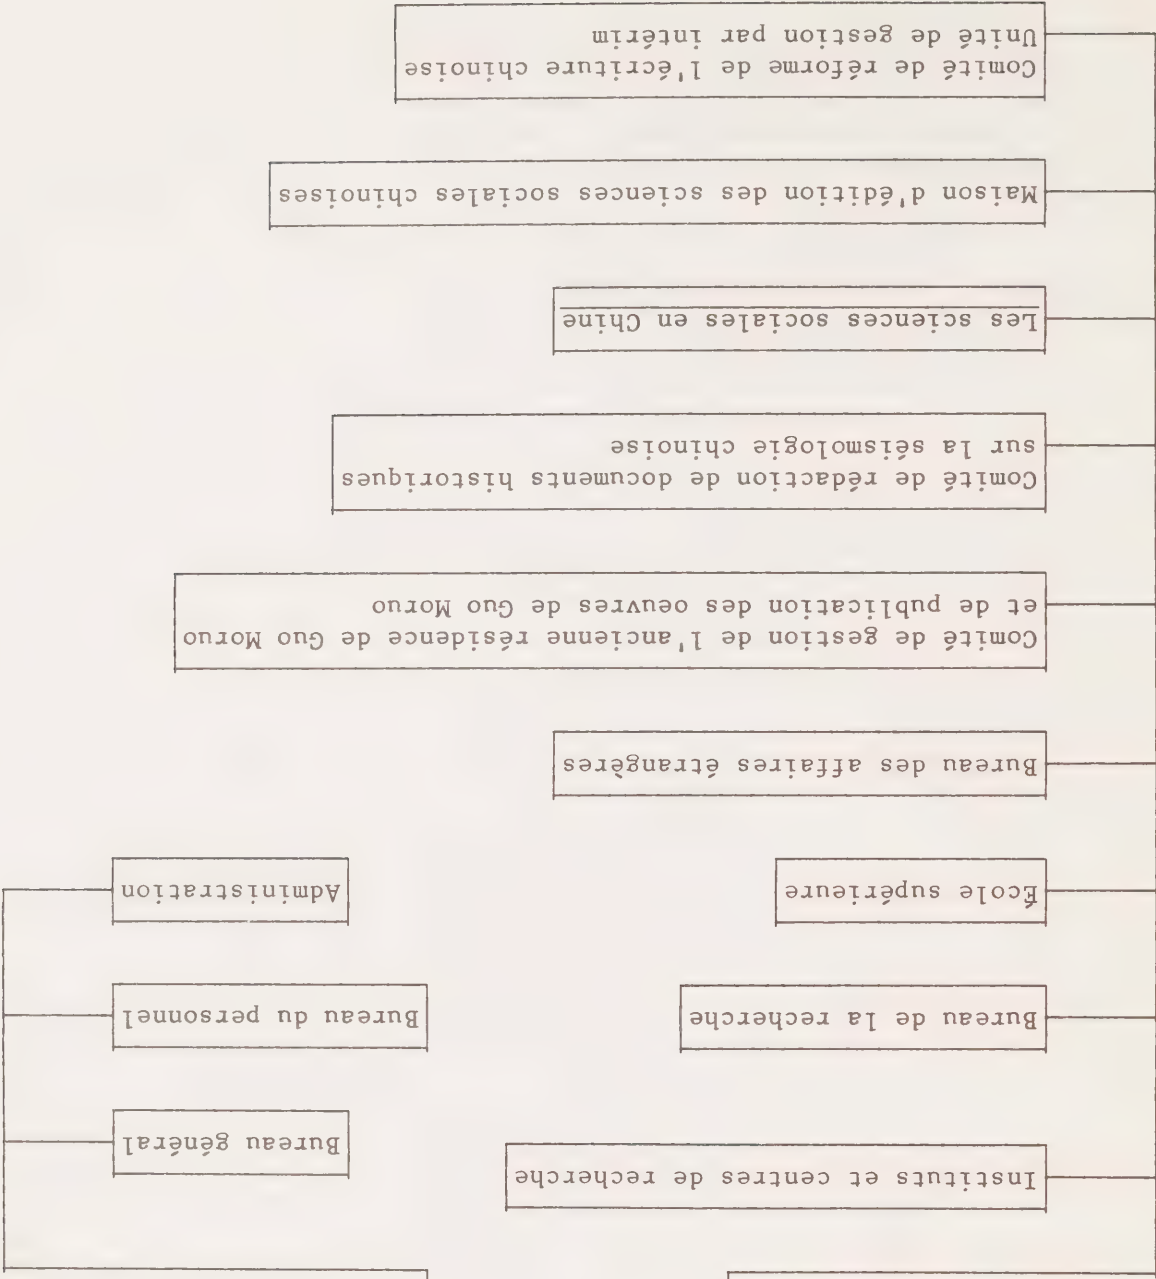 Instituts et centres de recherche
Bureau de la recherche
École supérieure
Bureau des affaires étrangères
Comité de gestion de l'ancienne résidence de Guo Moruo
et de publication des oeuvres de Guo Moruo
Comité de rédaction de documents historiques
sur la séismologie chinoise
Les sciences sociales en Chine
Maison d'édition des sciences sociales chinoises
Comité de réforme de l'écriture chinoise
Unité de gestion par intérim
Bureau général
Bureau du personnel
Administration